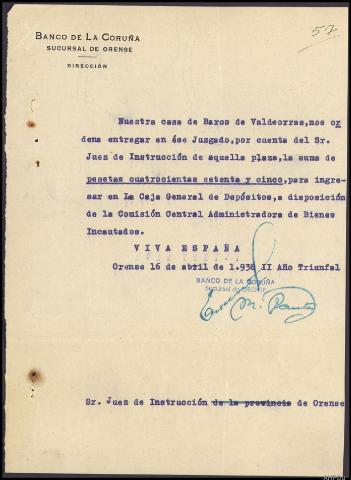 BANCO DE LA CORUÑA
SUCURSAL DE ORENSE
DIRECCIÓN
57
Nuestra casa de Barco de Valdeorras, nos or
dena entregar en ése Juzgado, por cuenta del Sr.
Juez de Instrucción de aquella plaza, la suma de
pesetas cuatrocientas setenta y cinco, para ingre-
sar en La Caja General de Depósitos, a disposición
de la Comisión Central Administradora de Bienes
Incautados.
VIVA ESPAÑA
Orense 16 de abril de 1.938 II Año Triunfal
BANCO DE LA CORUÑA
Sucursal de ORENSE
Sr. Juez de Instrucción de la provincia de Orense